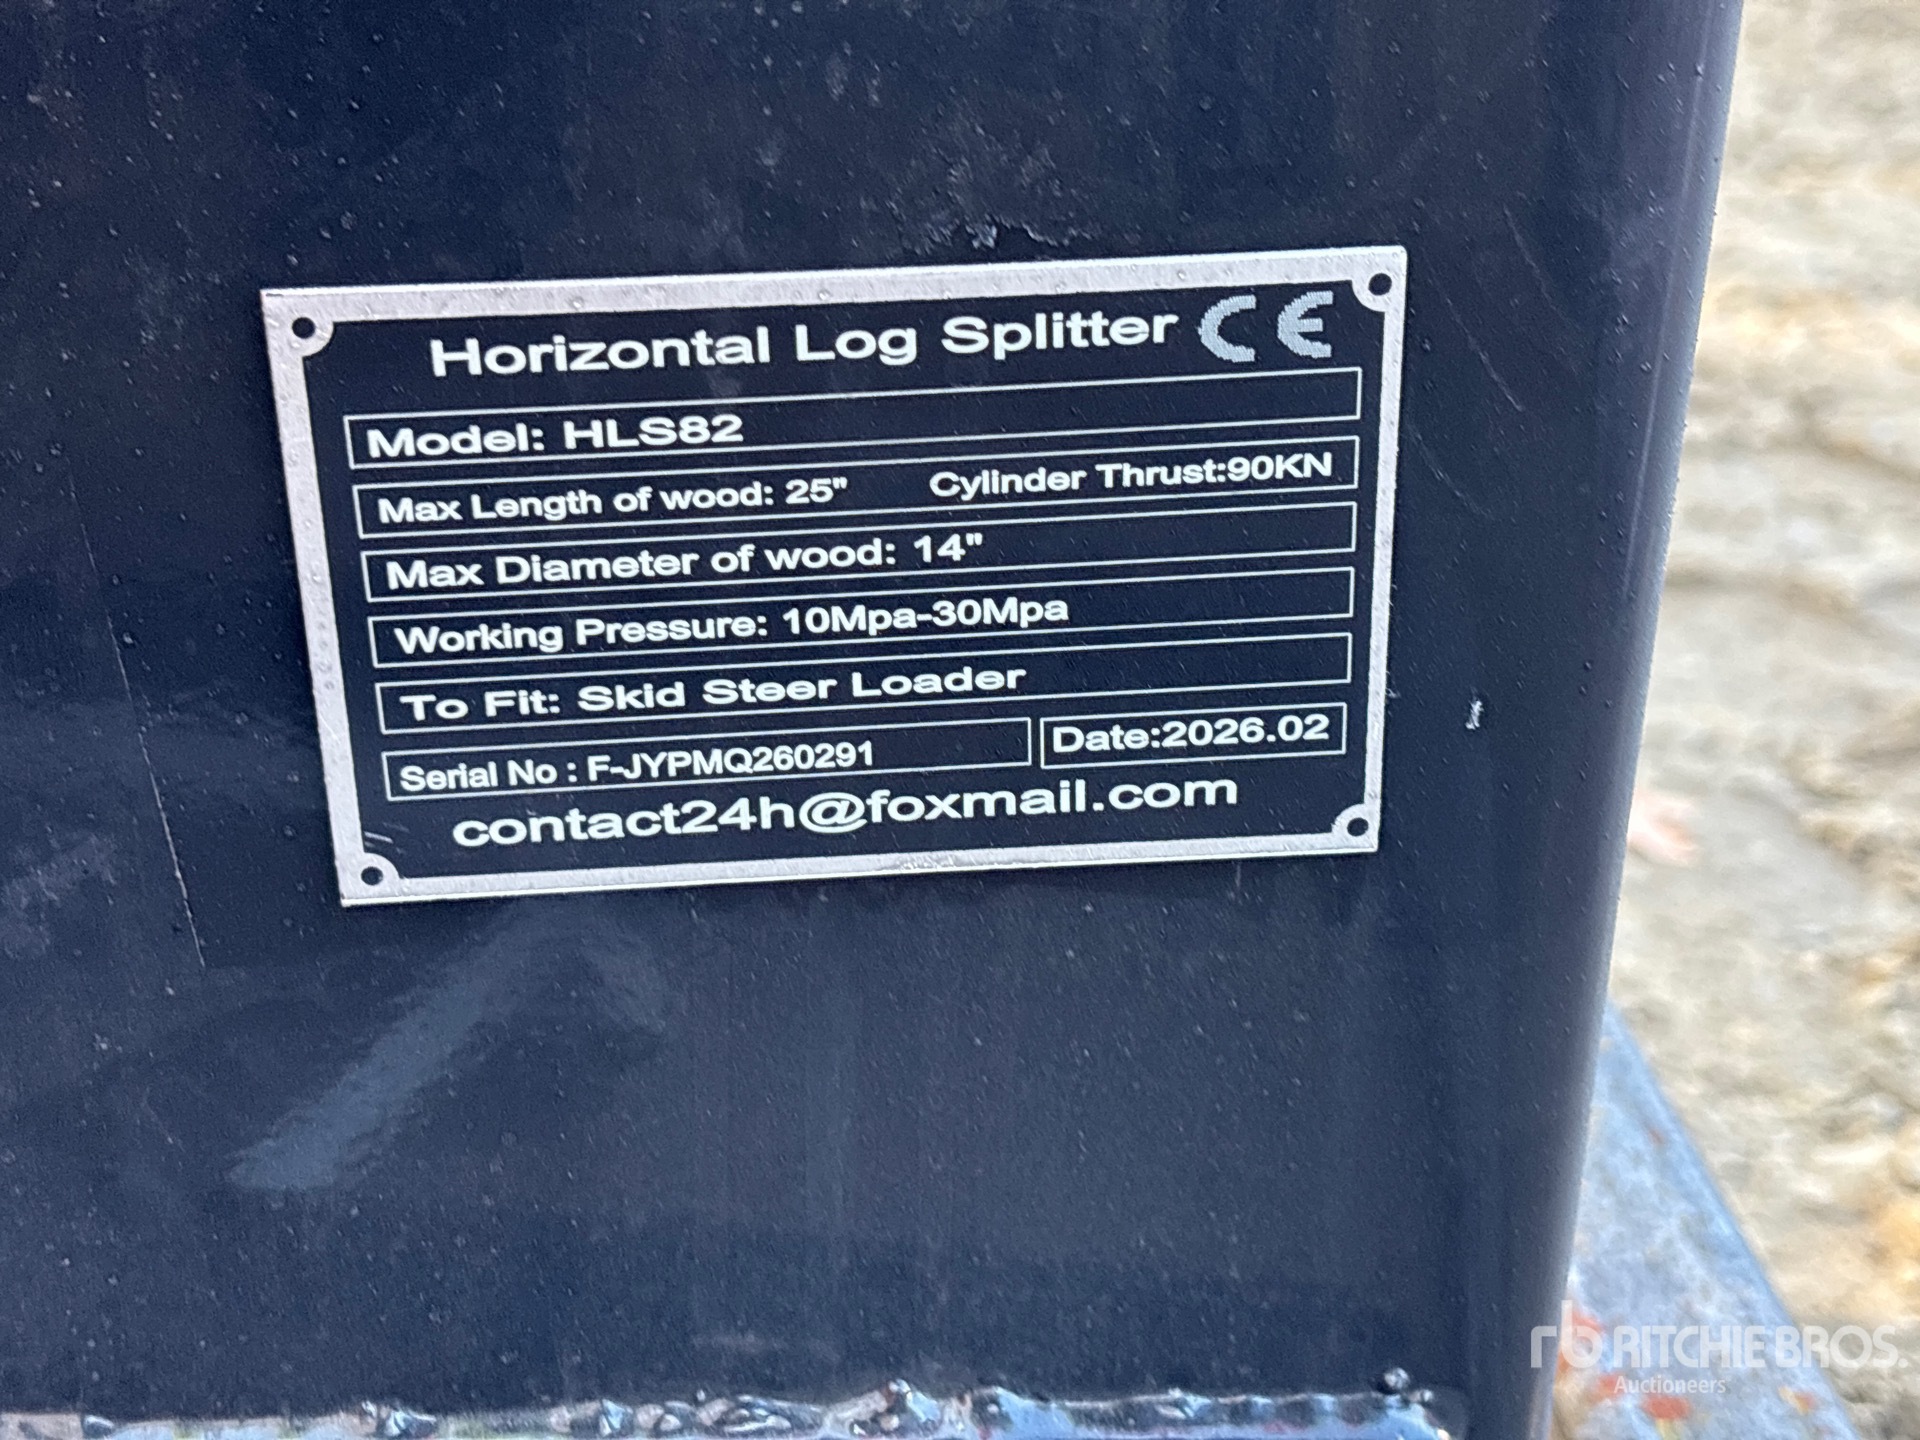 Horizontal Log Splitter CE
Model: HLS82
Max Length of wood: 25" Cylinder Thrust:90KN
Max Diameter of wood: 14"
Working Pressure: 10Mpa-30Mpa
To Fit: Skid Steer Loader
Serial No : F-JYPMQ260291 Date:2026.02
contact24h@foxmail.com
rb RITCHIE BROS.
Auctioneers